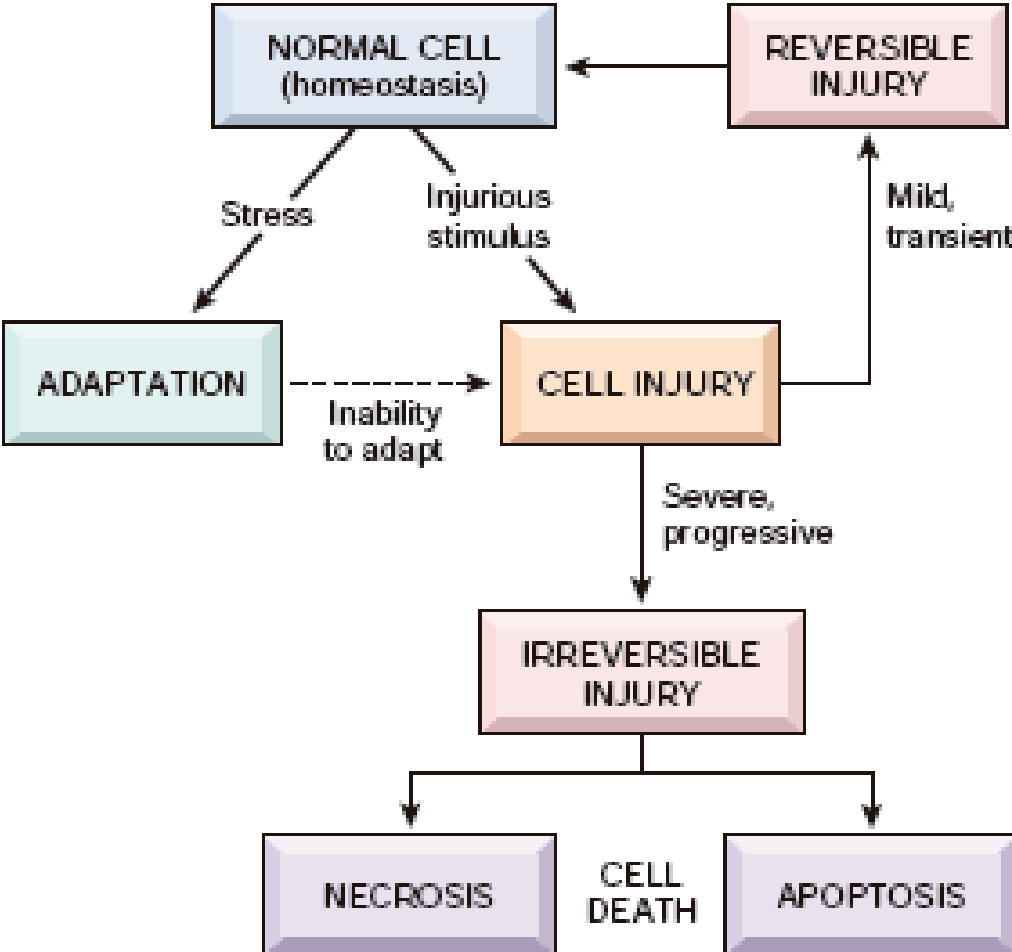 NORMAL CELL
(homeostasis)
REVERSIBLE
INJURY
Stress
Injurious
stimulus
Mild,
transient
ADAPTATION
Inability
to adapt
CELL INJURY
Severe,
progressive
IRREVERSIBLE
INJURY
NECROSIS
CELL
DEATH
APOPTOSIS